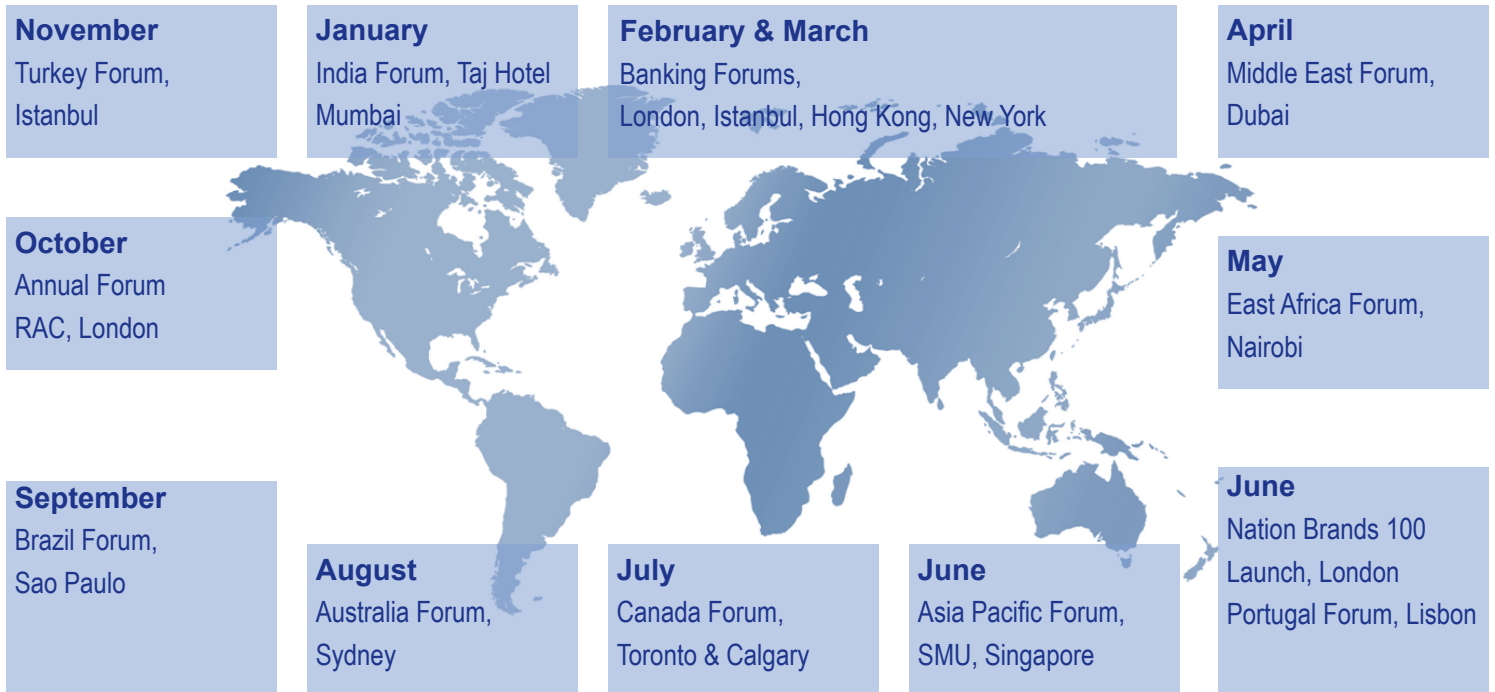 November
Turkey Forum,
Istanbul
January
India Forum, Taj Hotel
Mumbai
February & March
Banking Forums,
London, Istanbul, Hong Kong, New York
April
Middle East Forum,
Dubai
October
Annual Forum
RAC, London
May
East Africa Forum,
Nairobi
September
Brazil Forum,
Sao Paulo
August
Australia Forum,
Sydney
July
Canada Forum,
Toronto & Calgary
June
Asia Pacific Forum,
SMU, Singapore
June
Nation Brands 100
Launch, London
Portugal Forum, Lisbon